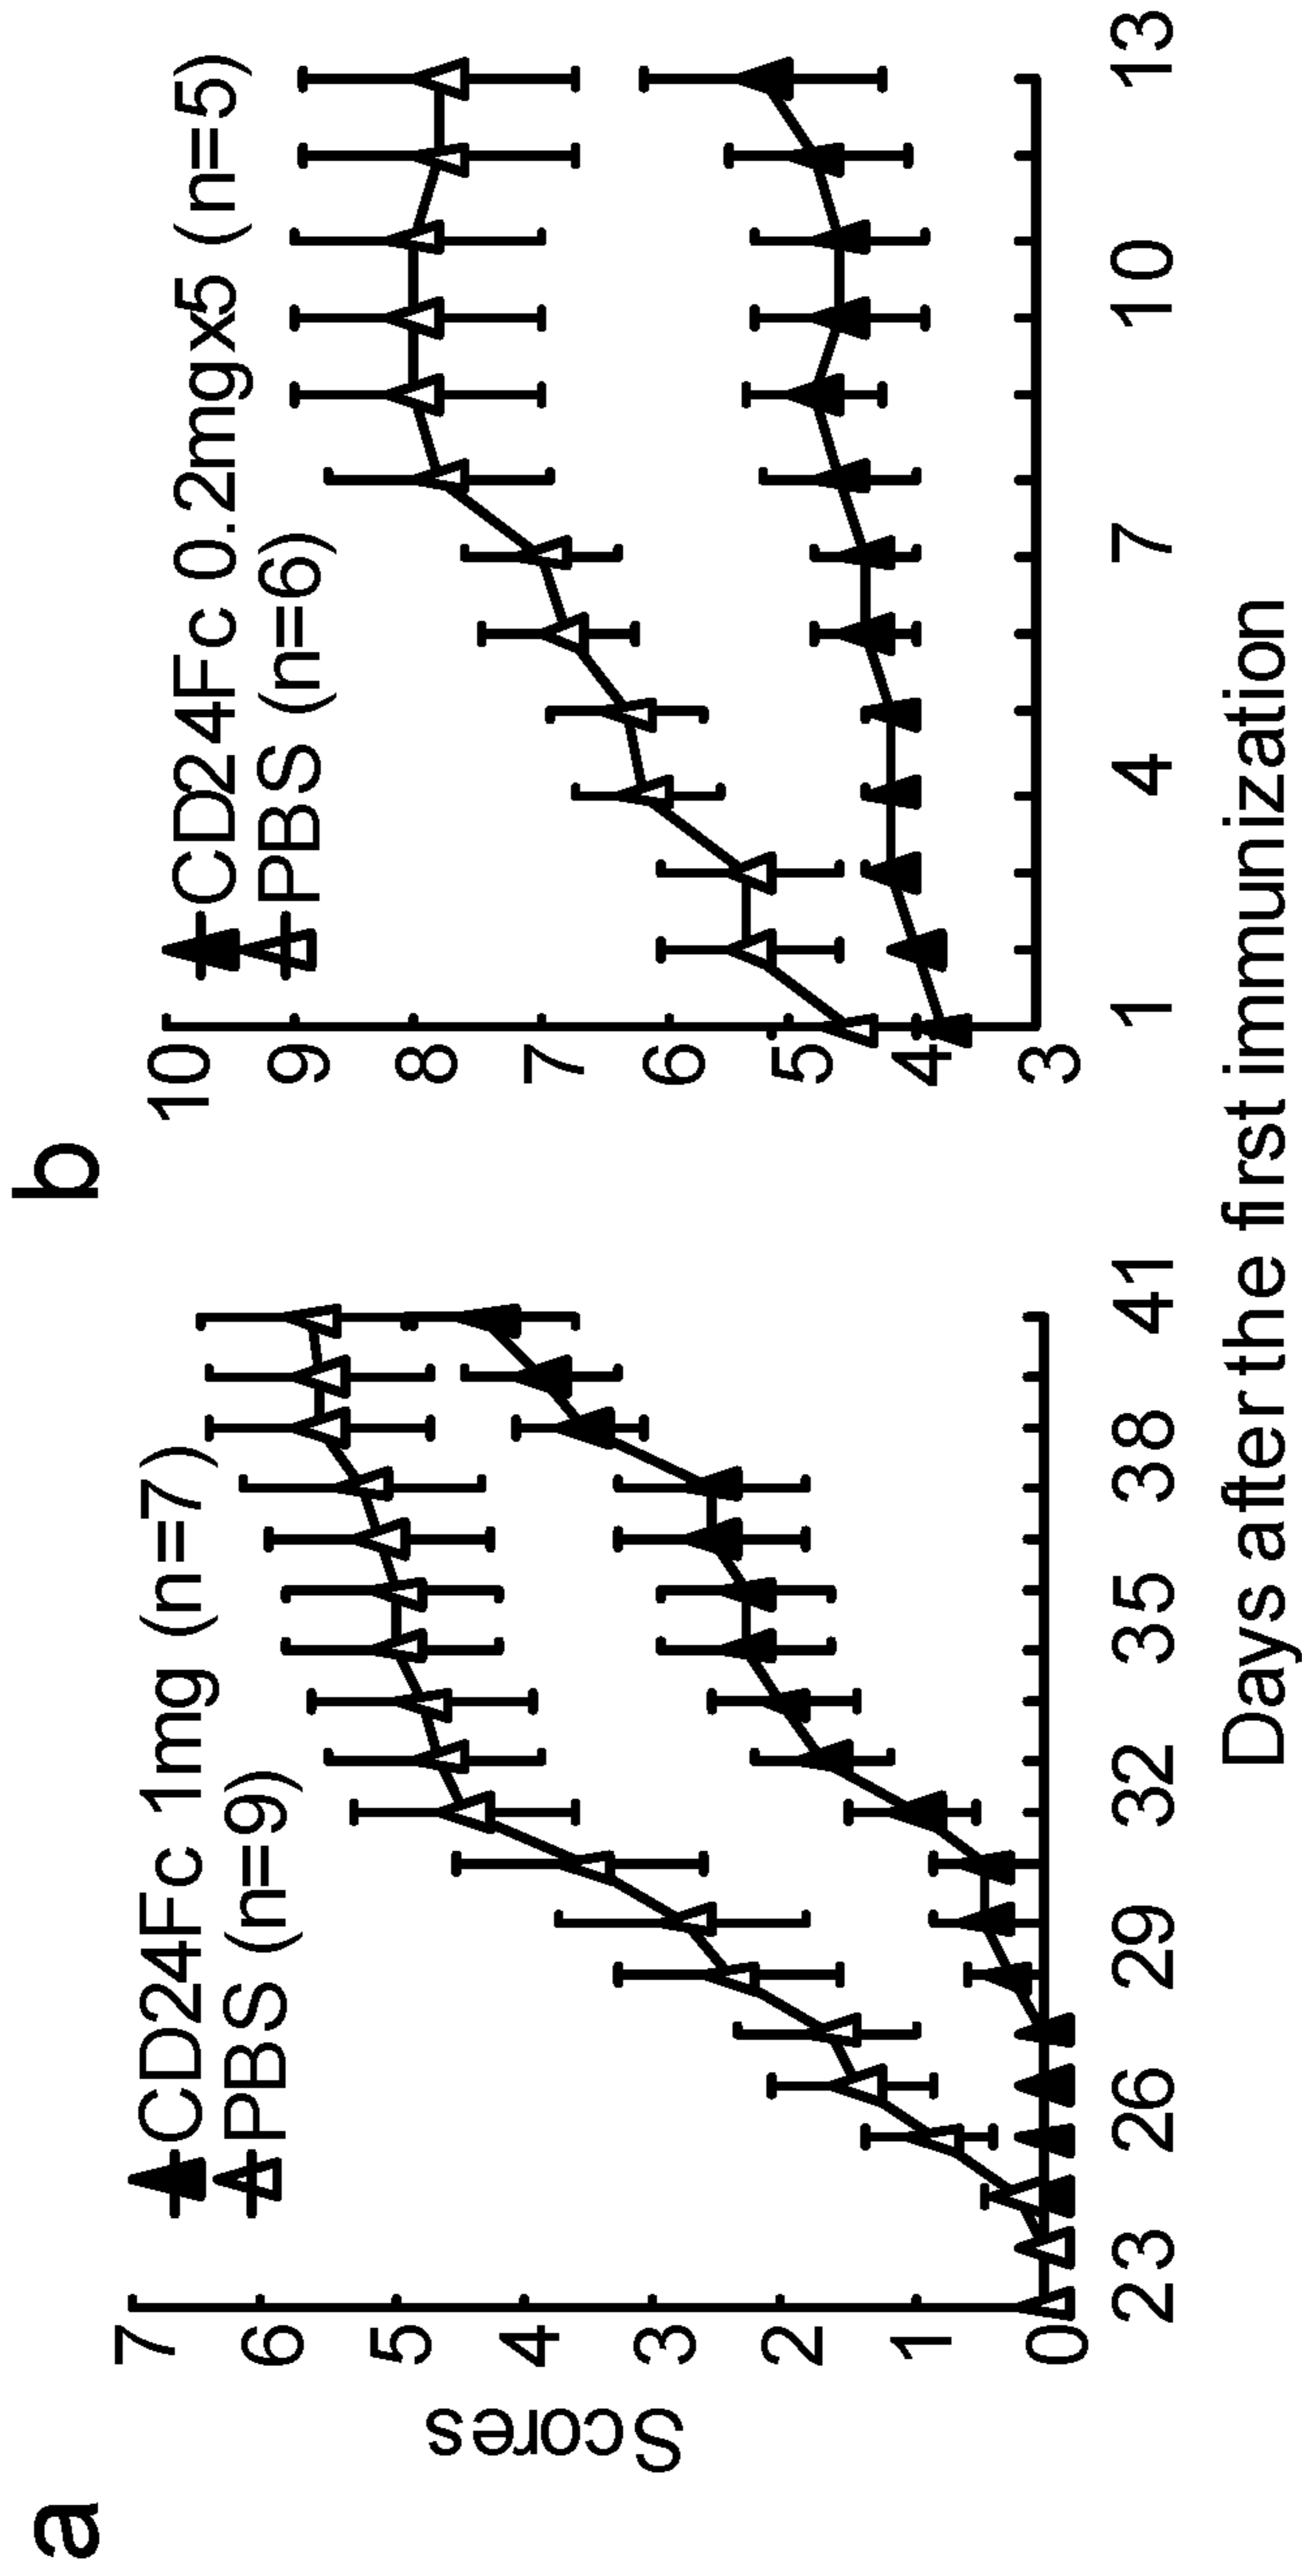 a
CD24Fc 1mg (n=7)
PBS (n=9)
Scores
7
6
5
4
3
2
1
0
23 26 29 32 35 38 41
b
CD24Fc 0.2mgx5 (n=5)
PBS (n=6)
10
9
8
7
6
5
4
3
1 4 7 10 13
Days after the first immunization